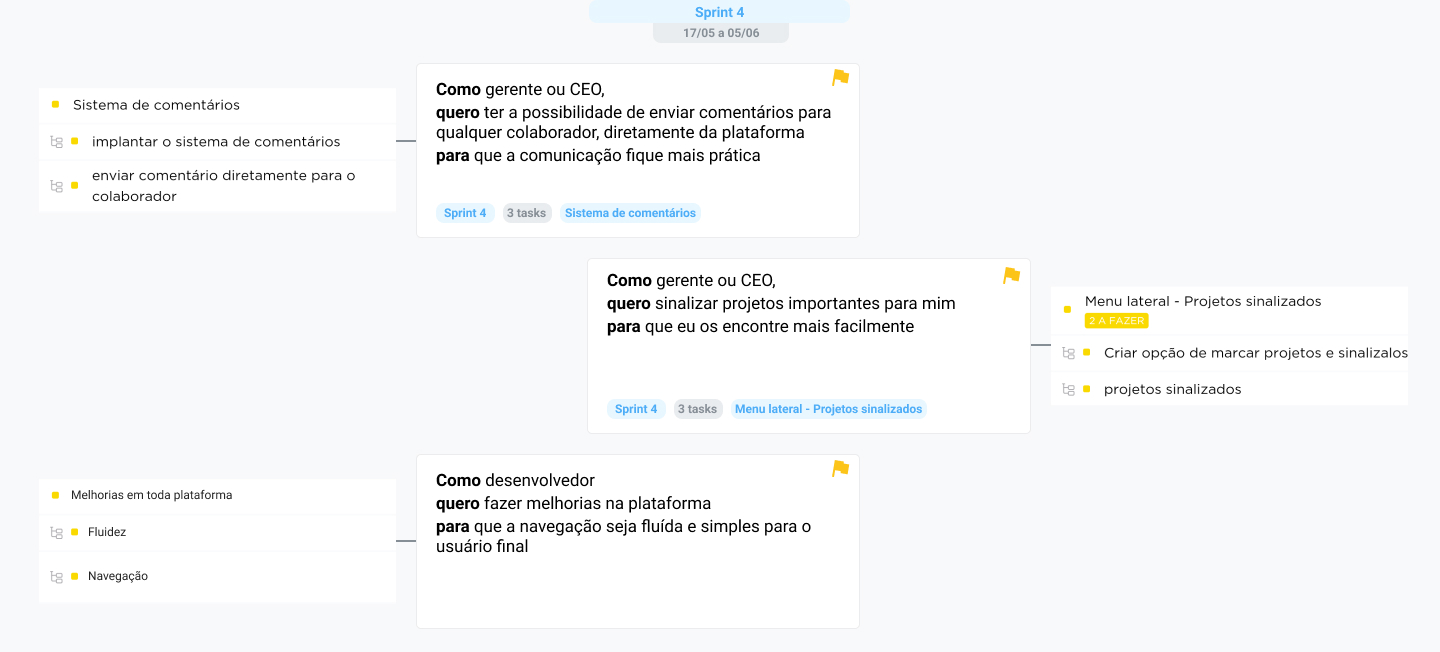 Sprint 4
17/05 a 05/06
Sistema de comentários
implantar o sistema de comentários
enviar comentário diretamente para o
colaborador
Como gerente ou CEO,
quero ter a possibilidade de enviar comentários para
qualquer colaborador, diretamente da plataforma
para que a comunicação fique mais prática
Sprint 4 3 tasks Sistema de comentários
Como gerente ou CEO,
quero sinalizar projetos importantes para mim
para que eu os encontre mais facilmente
Sprint 4 3 tasks Menu lateral - Projetos sinalizados
Menu lateral - Projetos sinalizados
2 A FAZER
Criar opção de marcar projetos e sinalizalos
projetos sinalizados
Melhorias em toda plataforma
Fluidez
Navegação
Como desenvolvedor
quero fazer melhorias na plataforma
para que a navegação seja fluída e simples para o
usuário final